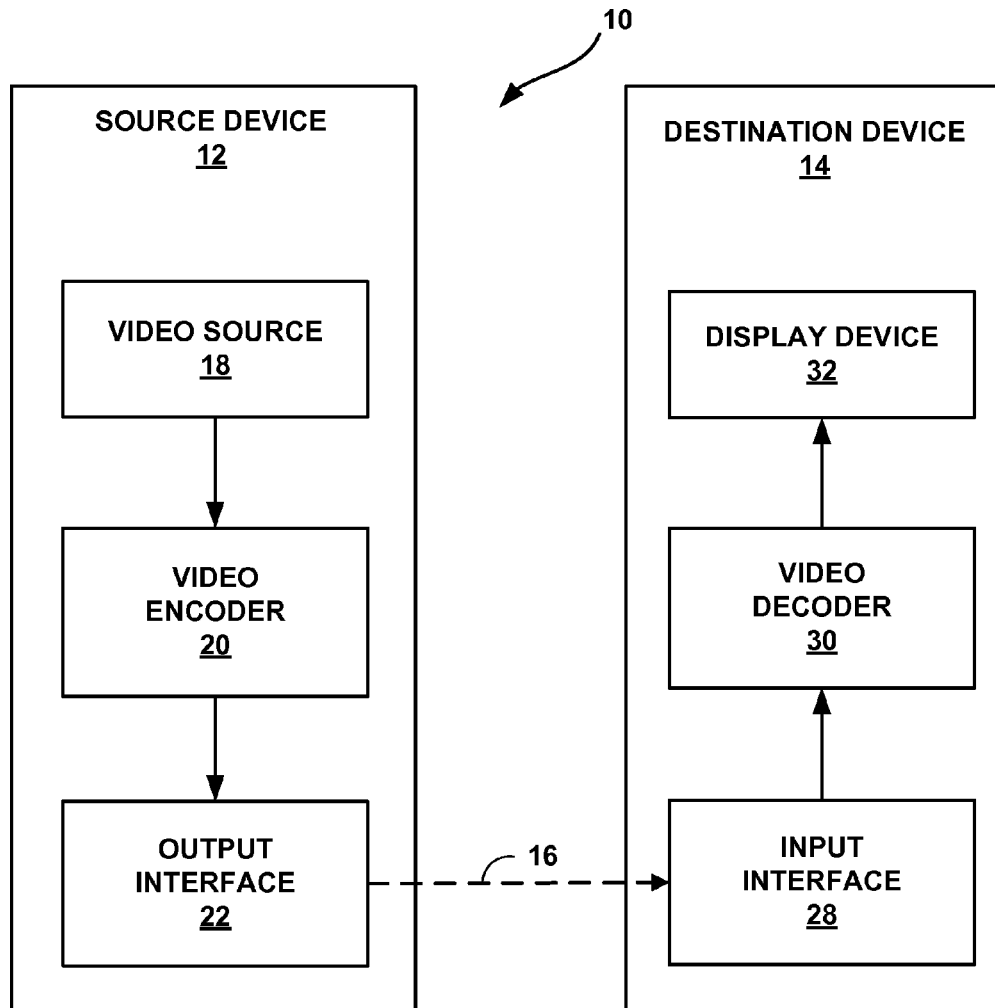 10
SOURCE DEVICE
12
VIDEO SOURCE
18
VIDEO
ENCODER
20
OUTPUT
INTERFACE
22
16
DESTINATION DEVICE
14
DISPLAY DEVICE
32
VIDEO
DECODER
30
INPUT
INTERFACE
28